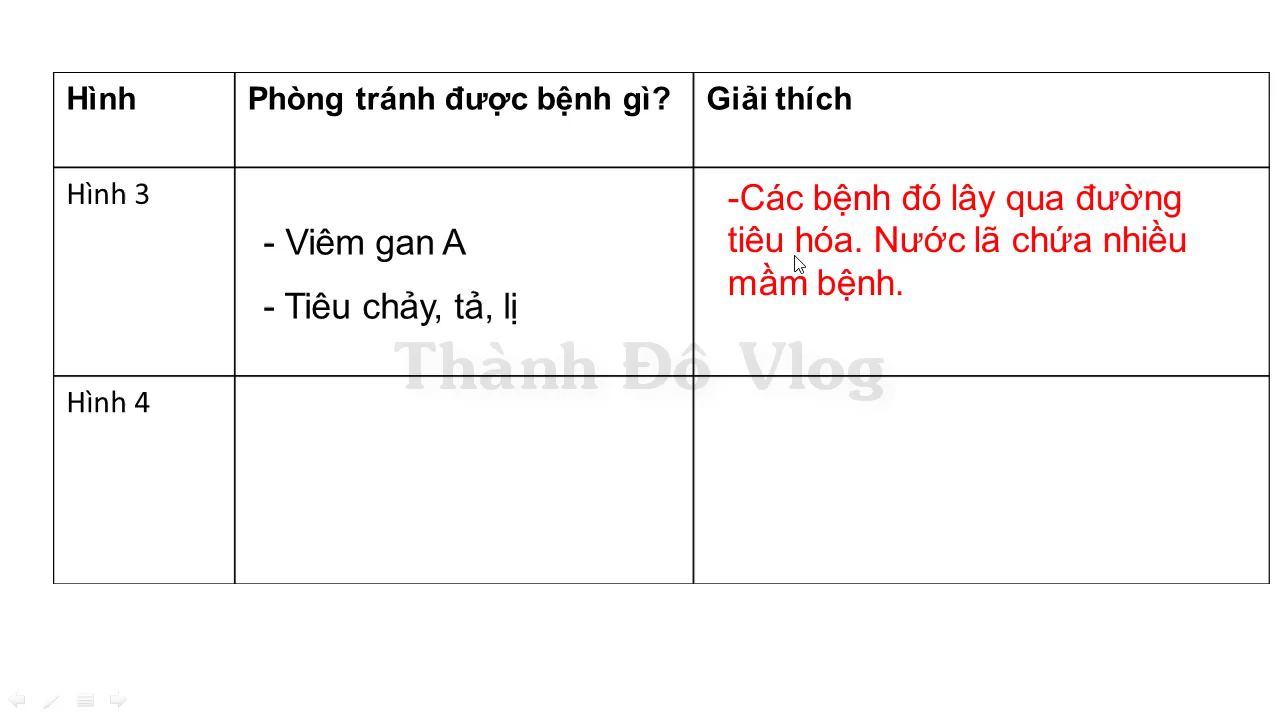 Hình
Phòng tránh được bệnh gì?
Giải thích
Hình 3
- Viêm gan A
- Tiêu chảy, tả, lị
-Các bệnh đó lây qua đường
tiêu hóa. Nước lã chứa nhiều
mầm bệnh.
Thành Đô Vlog
Hình 4